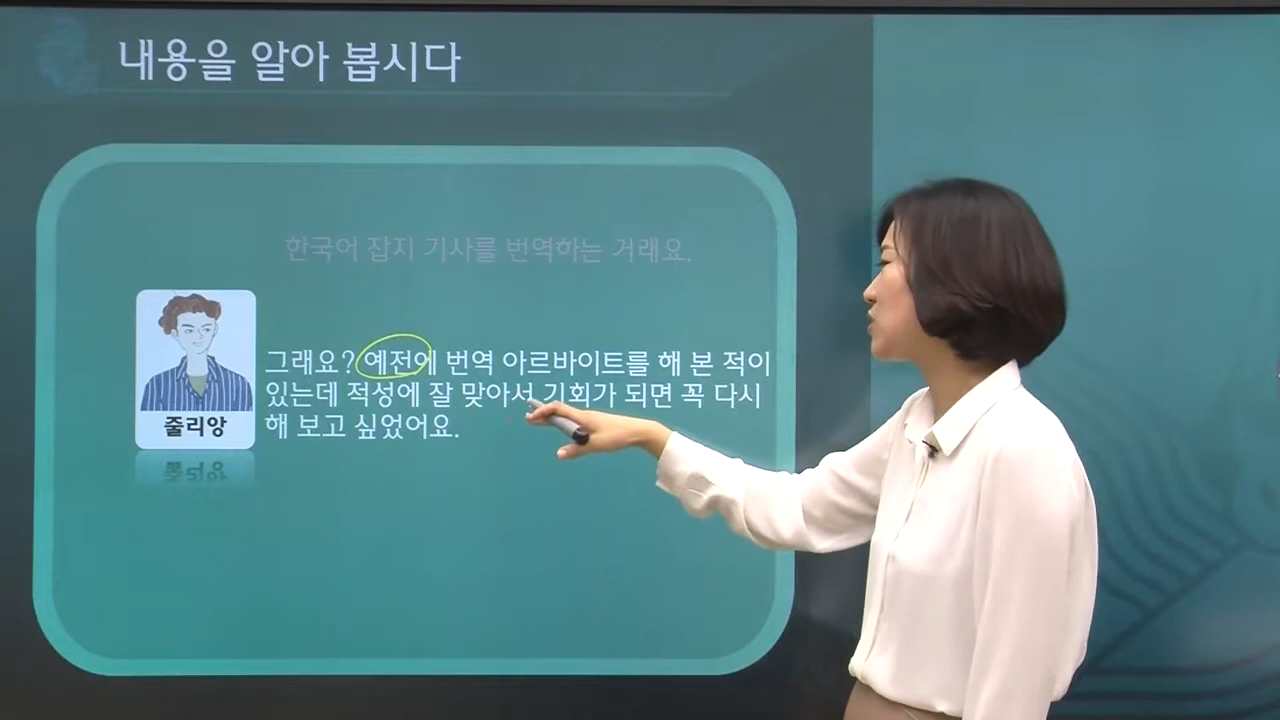 내용을 알아 봅시다
한국어 잡지 기사를 번역하는 거래요.
그래요? 예전에 번역 아르바이트를 해 본 적이
있는데 적성에 잘 맞아서 기회가 되면 꼭 다시
해 보고 싶었어요.
줄리앙